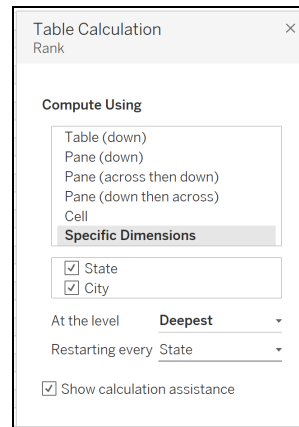 Table Calculation
Rank
Compute Using
Table (down)
Pane (down)
Pane (across then down)
Pane (down then across)
Cell
Specific Dimensions
State
City
At the level Deepest
Restarting every State
Show calculation assistance